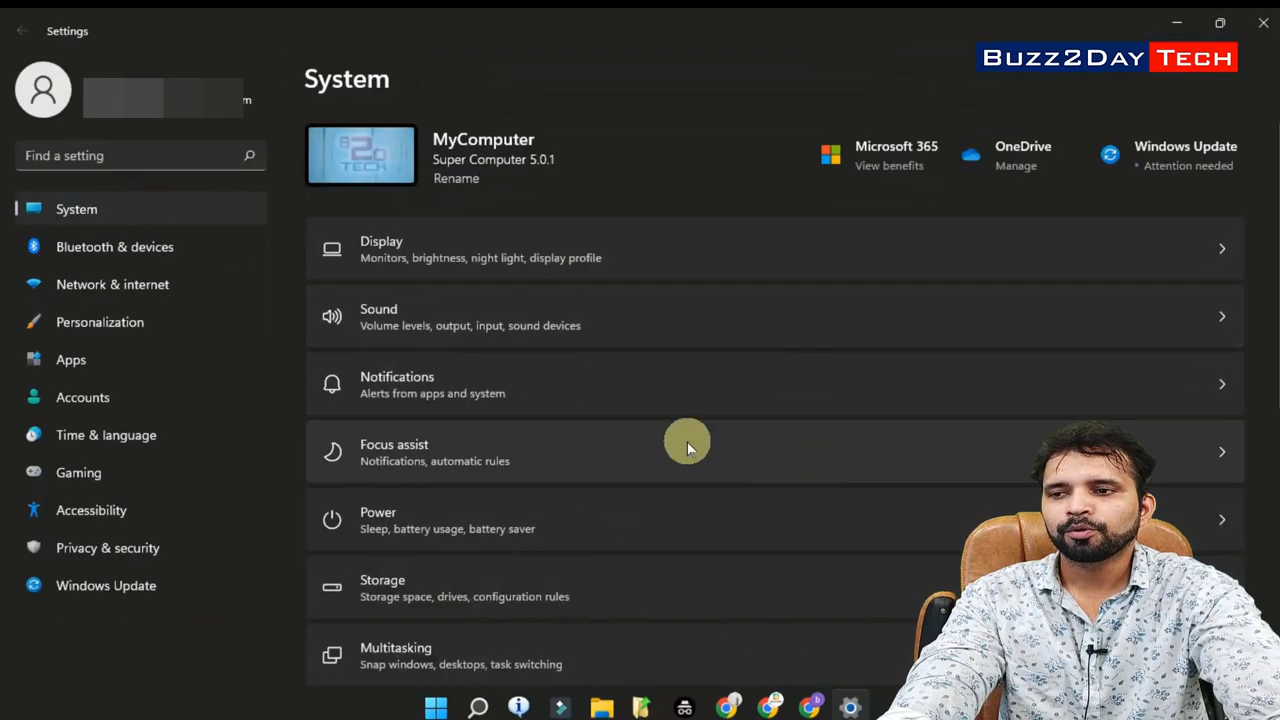 Settings
Buzz2Day Tech
m
Find a setting
System
Bluetooth & devices
Network & internet
Personalization
Apps
Accounts
Time & language
Gaming
Accessibility
Privacy & security
Windows Update
System
B2D
TECH
MyComputer
Super Computer 5.0.1
Rename
Microsoft 365
View benefits
OneDrive
Manage
Windows Update
• Attention needed
Display
Monitors, brightness, night light, display profile
Sound
Volume levels, output, input, sound devices
Notifications
Alerts from apps and system
Focus assist
Notifications, automatic rules
Power
Sleep, battery usage, battery saver
Storage
Storage space, drives, configuration rules
Multitasking
Snap windows, desktops, task switching